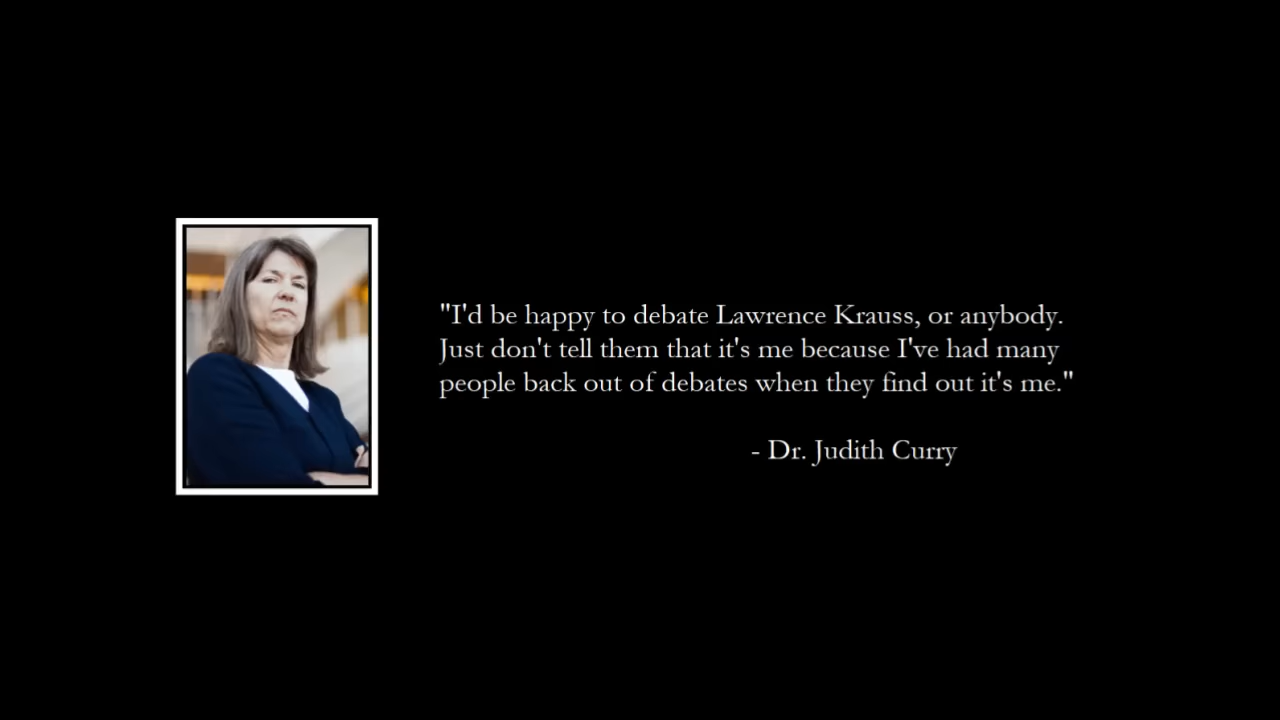 "I'd be happy to debate Lawrence Krauss, or anybody.
Just don't tell them that it's me because I've had many
people back out of debates when they find out it's me."
- Dr. Judith Curry